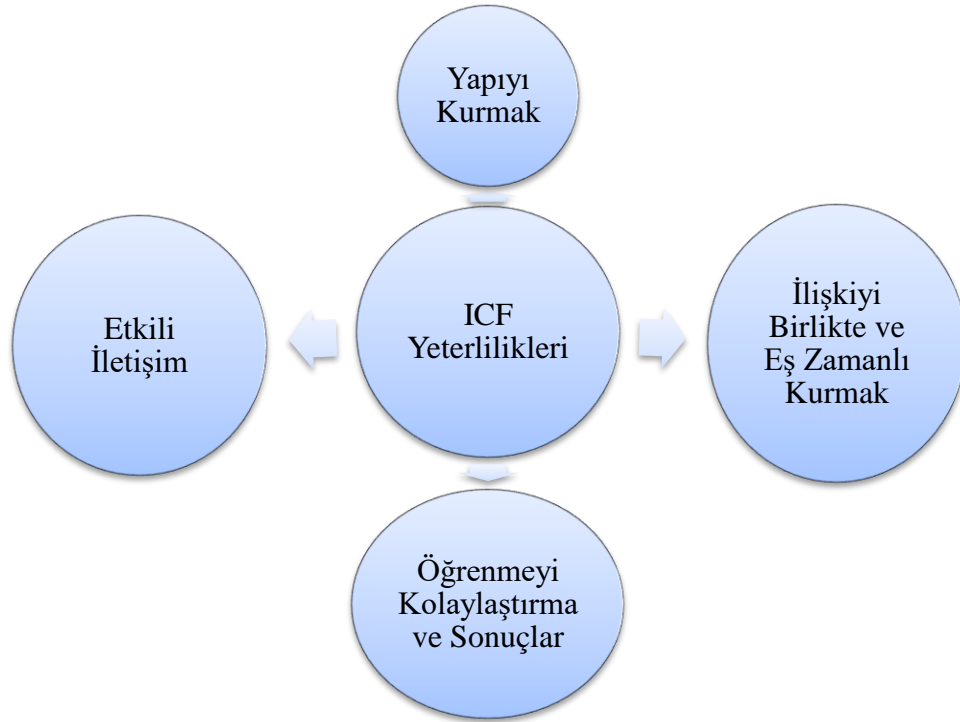 Yapıyı
Kurmak
Etkili
İletişim
ICF
Yeterlilikleri
İlişkiyi
Birlikte ve
Eş Zamanlı
Kurmak
Öğrenmeyi
Kolaylaştırma
ve Sonuçlar